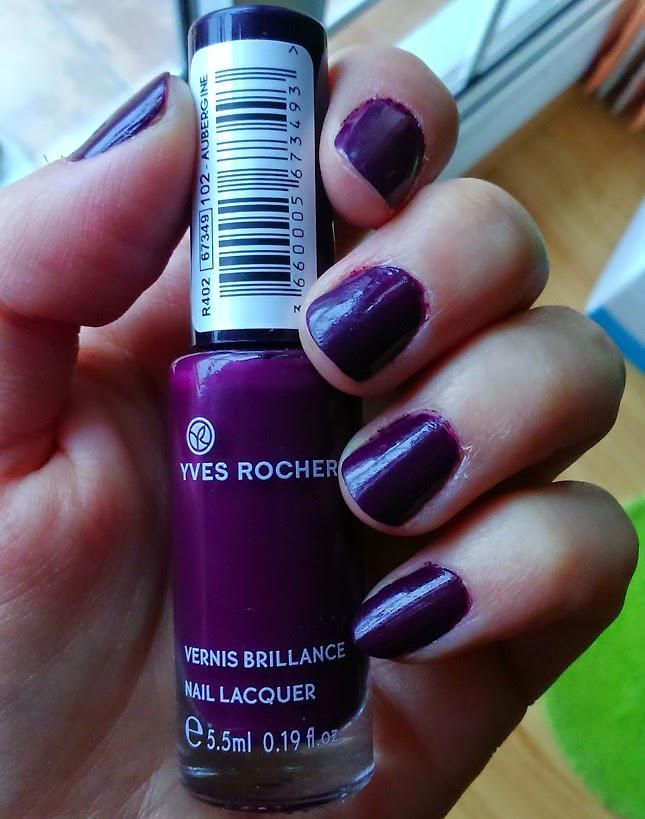 R402 67349 102 - AUBERGINE
3 660005 673493 >
YR
YVES ROCHER
VERNIS BRILLANCE
NAIL LACQUER
e 5.5ml 0.19 fl.oz.